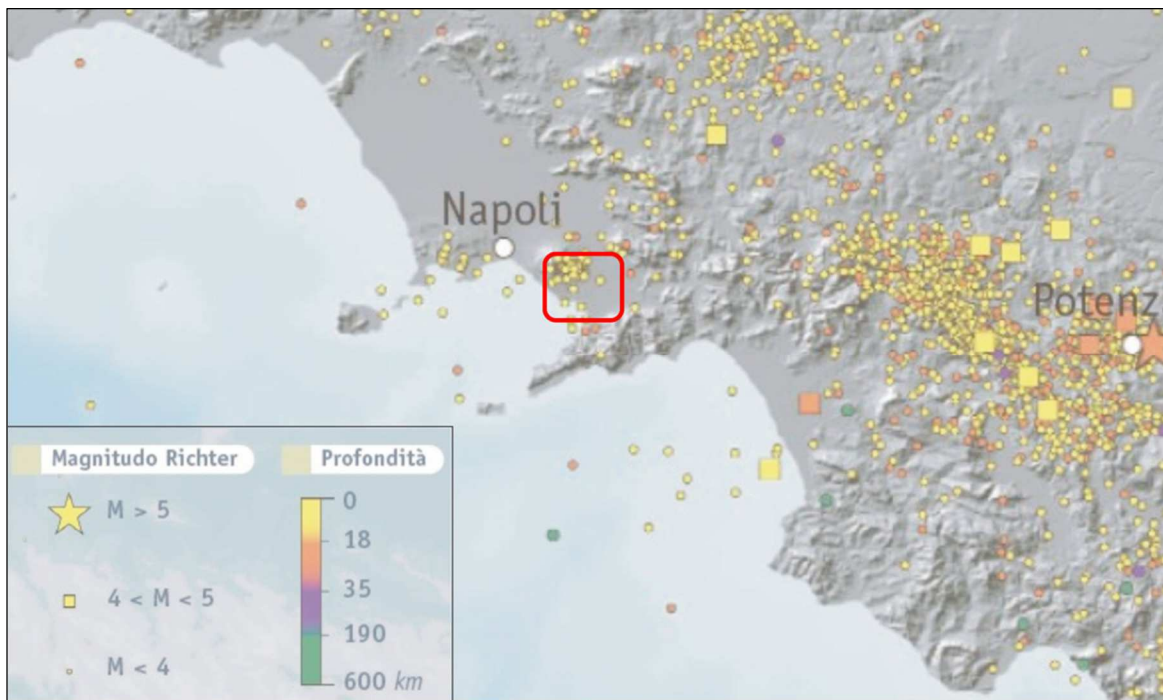 Napoli
Potenz
Magnitudo Richter
Profondità
M > 5
4 < M < 5
M < 4
0
18
35
190
600 km